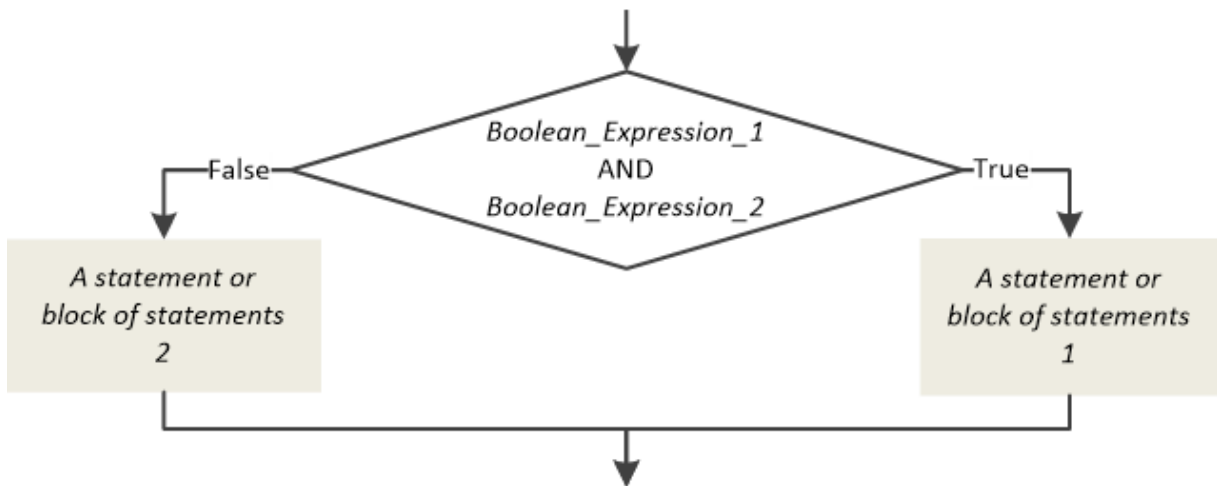 Boolean_Expression_1
AND
Boolean_Expression_2
False
True
A statement or
block of statements
2
A statement or
block of statements
1